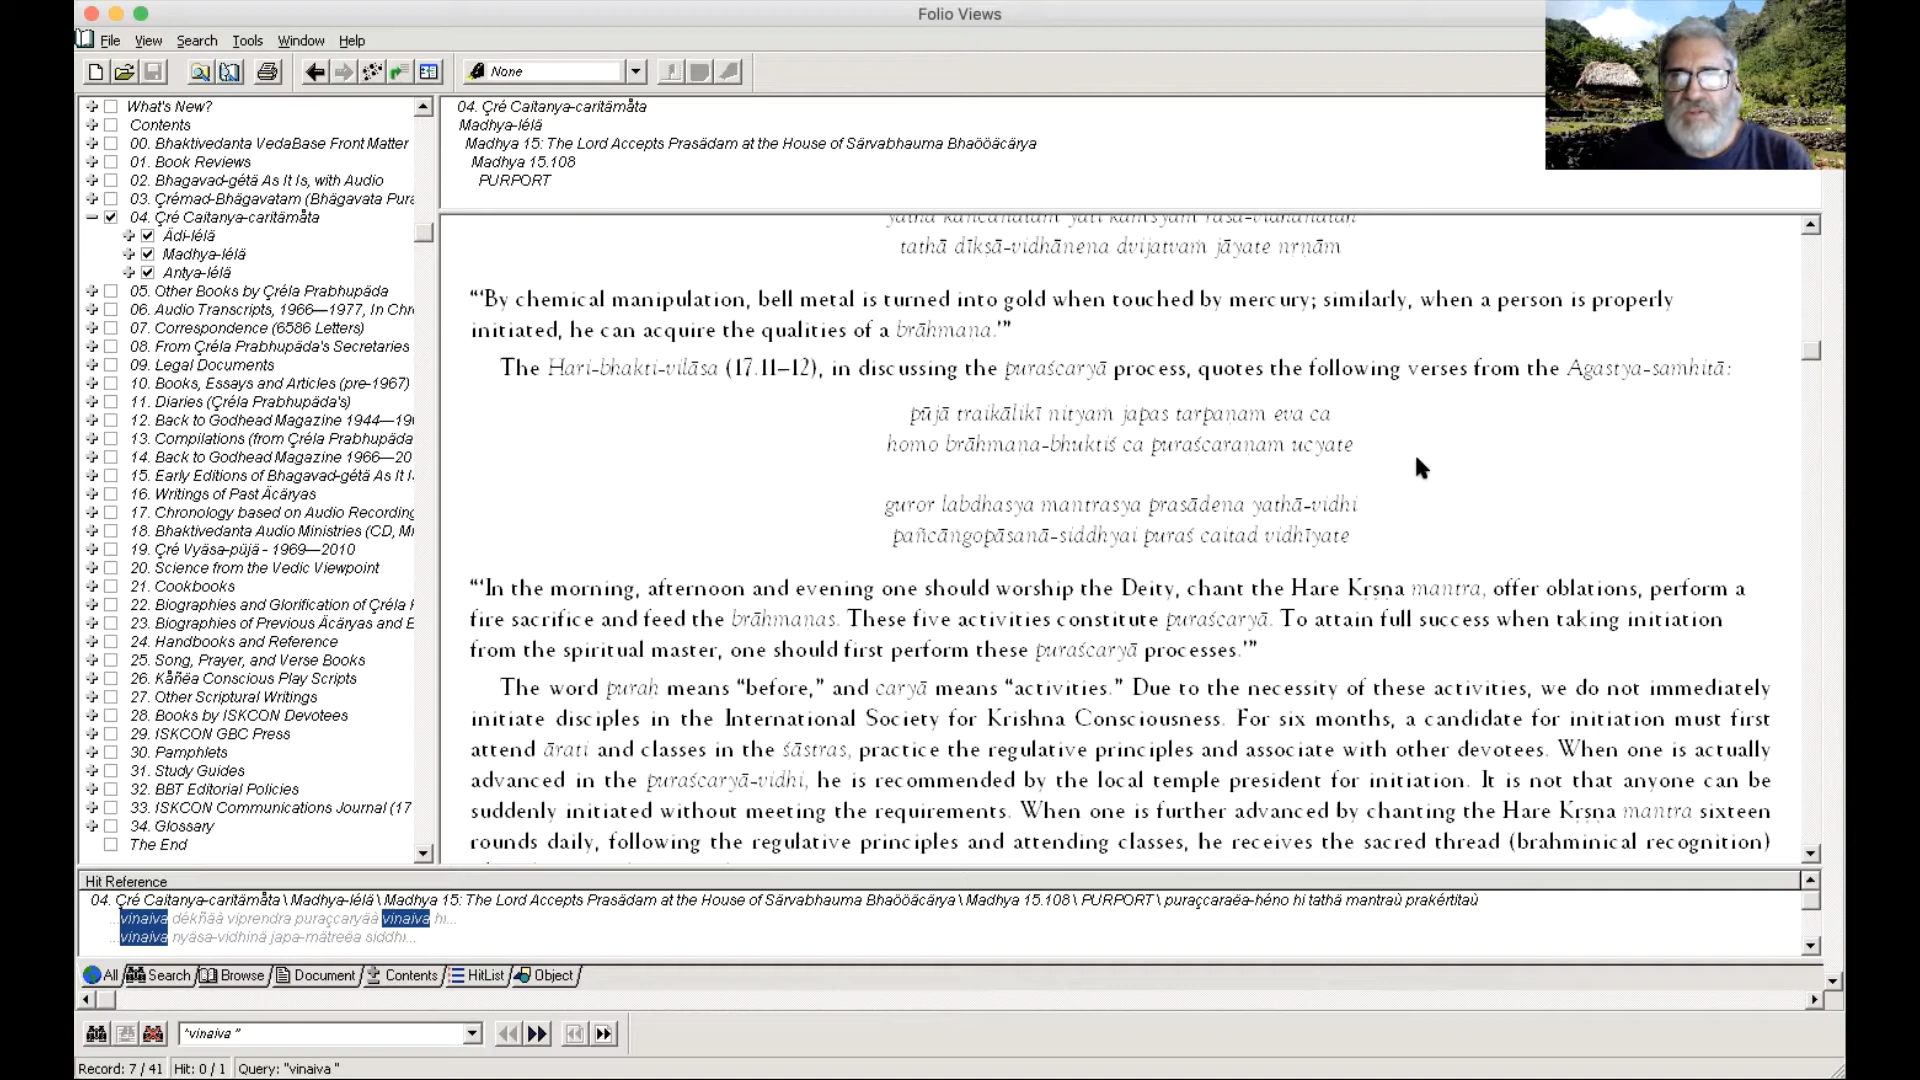 Folio Views
File View Search Tools Window Help
None
What's New?
Contents
00. Bhaktivedanta VedaBase Front Matter
01. Book Reviews
02. Bhagavad-gétä As It Is, with Audio
03. Çrémad-Bhägavatam (Bhägavata Pura
04. Çré Caitanya-caritämåta
Ädi-lélä
Madhya-lélä
Antya-lélä
05. Other Books by Çréla Prabhupäda
06. Audio Transcripts, 1966—1977, In Chr
07. Correspondence (6586 Letters)
08. From Çréla Prabhupäda's Secretaries
09. Legal Documents
10. Books, Essays and Articles (pre-1967)
11. Diaries (Çréla Prabhupäda's)
12. Back to Godhead Magazine 1944—19
13. Compilations (from Çréla Prabhupäda
14. Back to Godhead Magazine 1966—20
15. Early Editions of Bhagavad-gétä As It I
16. Writings of Past Äcäryas
17. Chronology based on Audio Recording
18. Bhaktivedanta Audio Ministries (CD, M
19. Çré Vyäsa-püjä - 1969—2010
20. Science from the Vedic Viewpoint
21. Cookbooks
22. Biographies and Glorification of Çréla
23. Biographies of Previous Äcäryas and E
24. Handbooks and Reference
25. Song, Prayer, and Verse Books
26. Kåñëa Conscious Play Scripts
27. Other Scriptural Writings
28. Books by ISKCON Devotees
29. ISKCON GBC Press
30. Pamphlets
31. Study Guides
32. BBT Editorial Policies
33. ISKCON Communications Journal (17
34. Glossary
The End
04. Çré Caitanya-caritämåta
Madhya-lélä
Madhya 15: The Lord Accepts Prasädam at the House of Särvabhauma Bhaööäcärya
Madhya 15.108
PURPORT
yathā kāñcanatāṁ yāti kāṁsyaṁ rasa-vidhānataḥ
tathā dīkṣā-vidhānena dvijatvaṁ jāyate nṛṇām
“‘By chemical manipulation, bell metal is turned into gold when touched by mercury; similarly, when a person is properly
initiated, he can acquire the qualities of a brāhmaṇa.’”
The Hari-bhakti-vilāsa (17.11–12), in discussing the puraścaryā process, quotes the following verses from the Agastya-saṁhitā:
pūjā traikālikī nityaṁ japas tarpaṇam eva ca
homo brāhmaṇa-bhuktiś ca puraścaraṇam ucyate
guror labdhasya mantrasya prasādena yathā-vidhi
pañcāṅgopāsanā-siddhyai puraś caitad vidhīyate
“‘In the morning, afternoon and evening one should worship the Deity, chant the Hare Kṛṣṇa mantra, offer oblations, perform a
fire sacrifice and feed the brāhmaṇas. These five activities constitute puraścaryā. To attain full success when taking initiation
from the spiritual master, one should first perform these puraścaryā processes.’”
The word puraḥ means “before,” and caryā means “activities.” Due to the necessity of these activities, we do not immediately
initiate disciples in the International Society for Krishna Consciousness. For six months, a candidate for initiation must first
attend ārati and classes in the śāstras, practice the regulative principles and associate with other devotees. When one is actually
advanced in the puraścaryā-vidhi, he is recommended by the local temple president for initiation. It is not that anyone can be
suddenly initiated without meeting the requirements. When one is further advanced by chanting the Hare Kṛṣṇa mantra sixteen
rounds daily, following the regulative principles and attending classes, he receives the sacred thread (brahminical recognition)
Hit Reference
04. Çré Caitanya-caritämåta \ Madhya-lélä \ Madhya 15: The Lord Accepts Prasädam at the House of Särvabhauma Bhaööäcärya \ Madhya 15.108 \ PURPORT \ puraçcaraëa-héno hi tathä mantraù prakértitaù
...vinaiva dékñäà viprendra puraçcaryäà vinaiva hi...
...vinaiva nyäsa-vidhinä japa-mätreëa siddhi...
All Search Browse Document Contents HitList Object
"vinaiva "
Record: 7 / 41 Hit: 0 / 1 Query: "vinaiva "